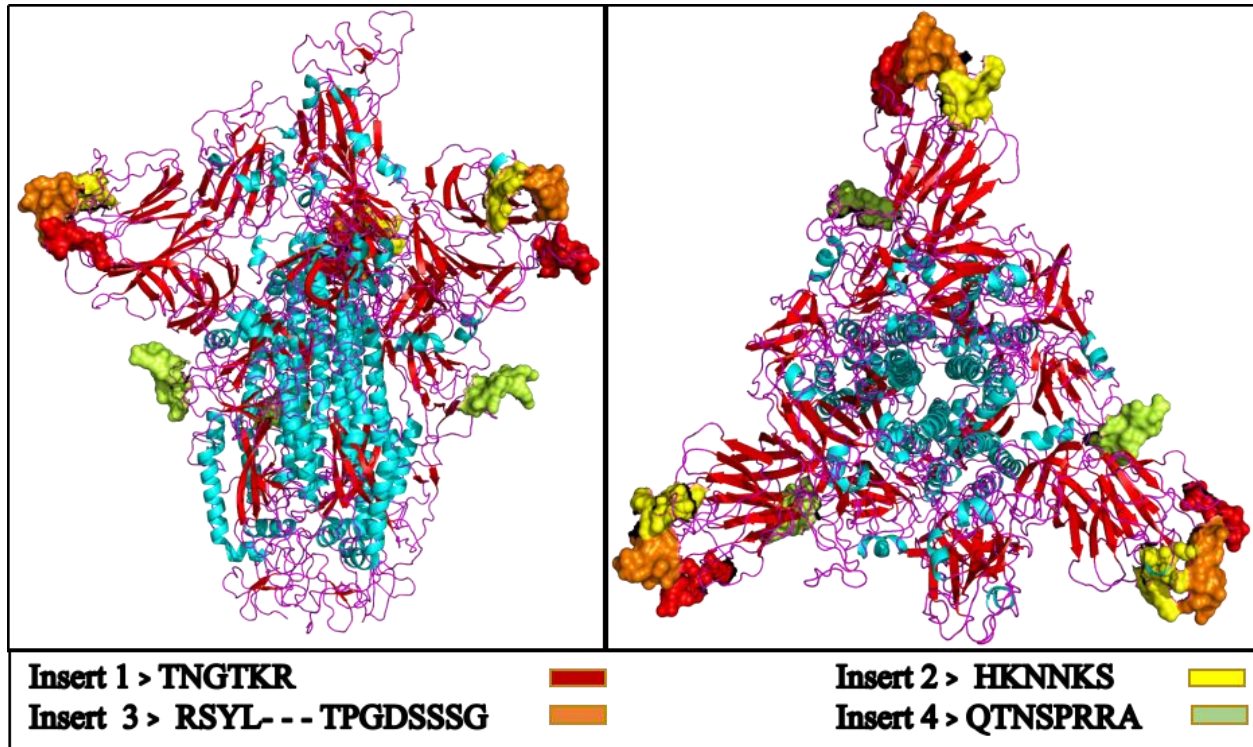 Insert 1 > TNGTKR
Insert 2 > HKNNKS
Insert 3 > RSYL---TPGDSSSG
Insert 4 > QTNSPRRA